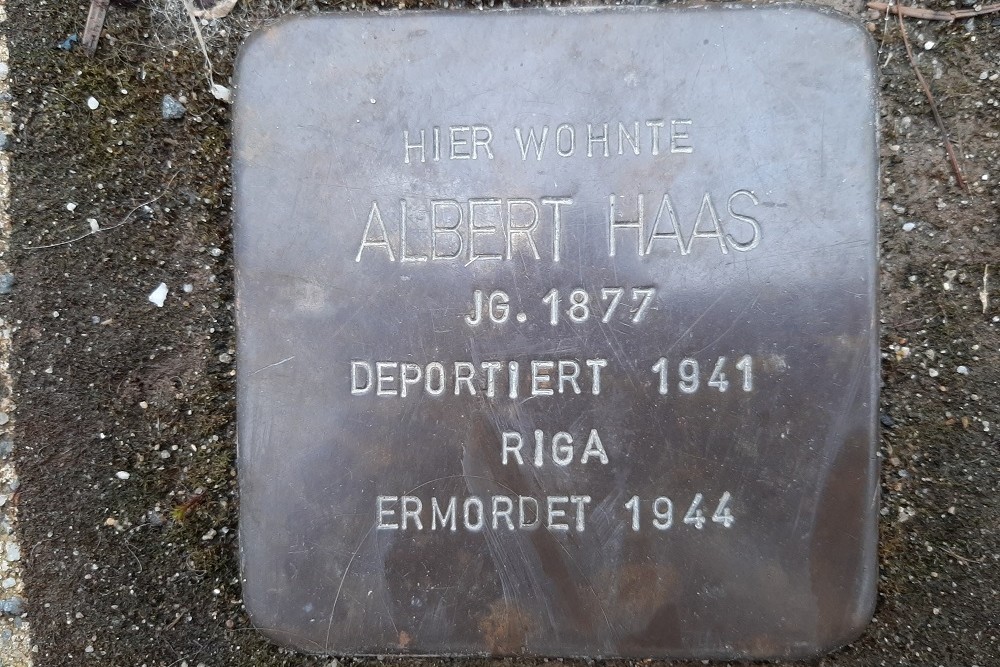 HIER WOHNTE
ALBERT HAAS
JG. 1877
DEPORTIERT 1941
RIGA
ERMORDET 1944